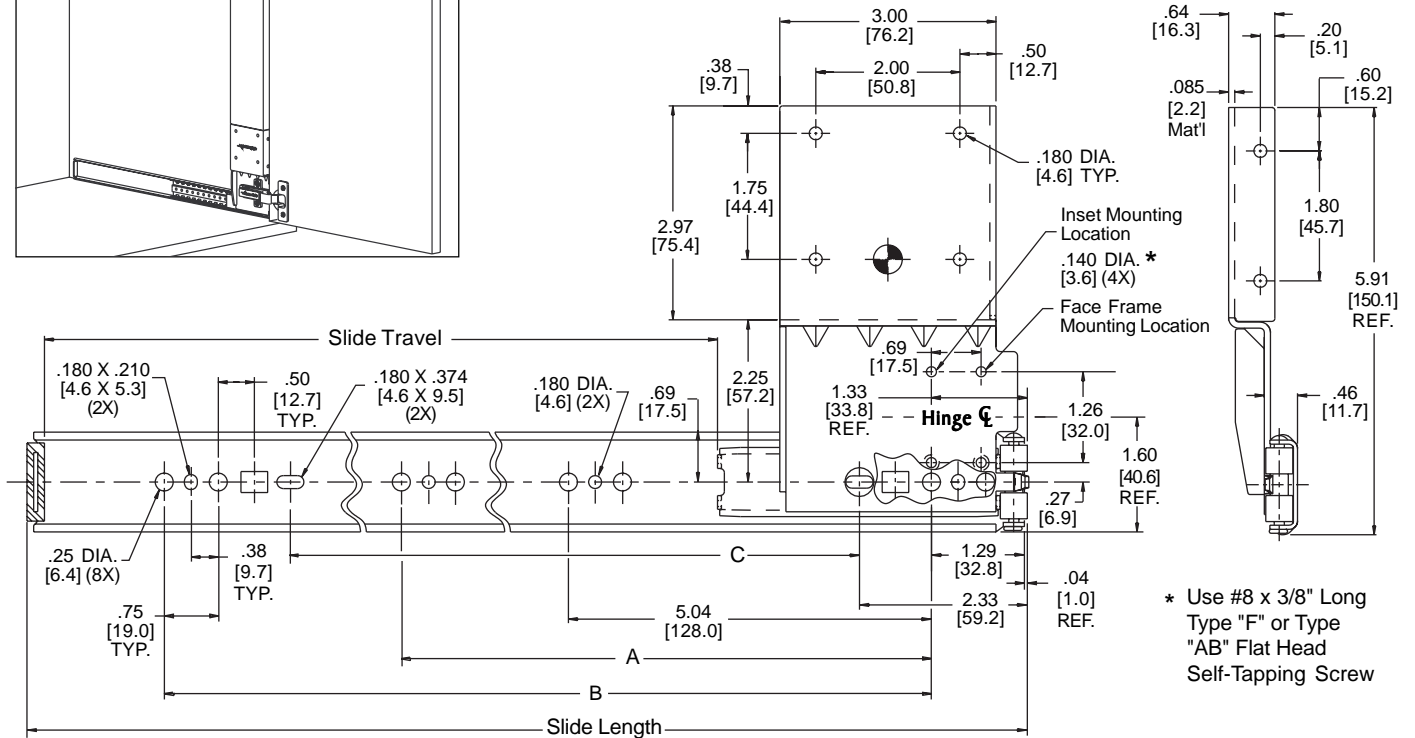 3.00
[76.2]
.50
[12.7]
2.00
[50.8]
.38
[9.7]
.64
[16.3]
.20
[5.1]
.60
[15.2]
.085
[2.2]
Mat'l
.180 DIA.
[4.6] TYP.
1.75
[44.4]
2.97
[75.4]
Inset Mounting
Location
.140 DIA. *
[3.6] (4X)
Face Frame
Mounting Location
1.80
[45.7]
5.91
[150.1]
REF.
Slide Travel
.180 X .210
[4.6 X 5.3]
(2X)
.50
[12.7]
TYP.
.180 X .374
[4.6 X 9.5]
(2X)
.180 DIA.
[4.6] (2X)
.69
[17.5]
2.25
[57.2]
.69
[17.5]
1.33
[33.8]
REF.
Hinge ℄
1.26
[32.0]
1.60
[40.6]
REF.
.46
[11.7]
.27
[6.9]
.25 DIA.
[6.4] (8X)
.38
[9.7]
TYP.
C
1.29
[32.8]
.04
[1.0]
REF.
.75
[19.0]
TYP.
5.04
[128.0]
2.33
[59.2]
A
B
Slide Length
* Use #8 x 3/8" Long
Type "F" or Type
"AB" Flat Head
Self-Tapping Screw